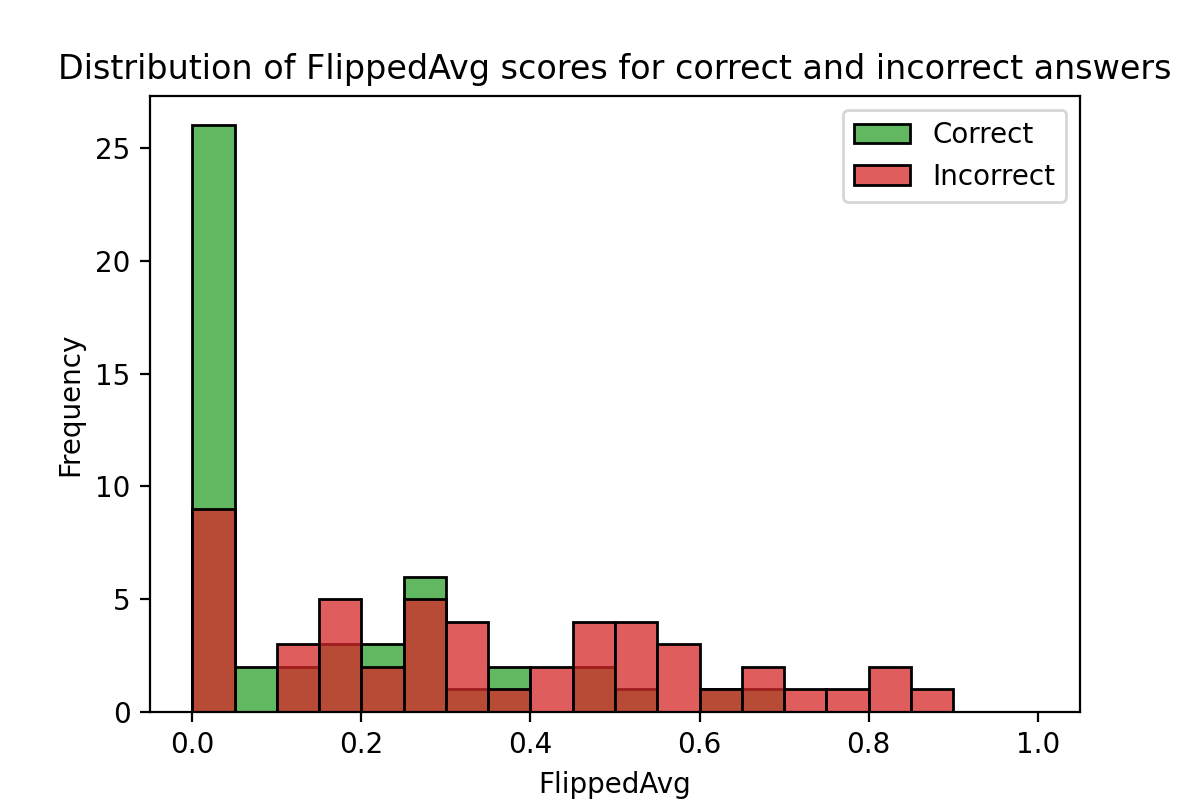 Distribution of FlippedAvg scores for correct and incorrect answers
Correct
Incorrect
25
20
15
10
5
0
Frequency
0.0 0.2 0.4 0.6 0.8 1.0
FlippedAvg